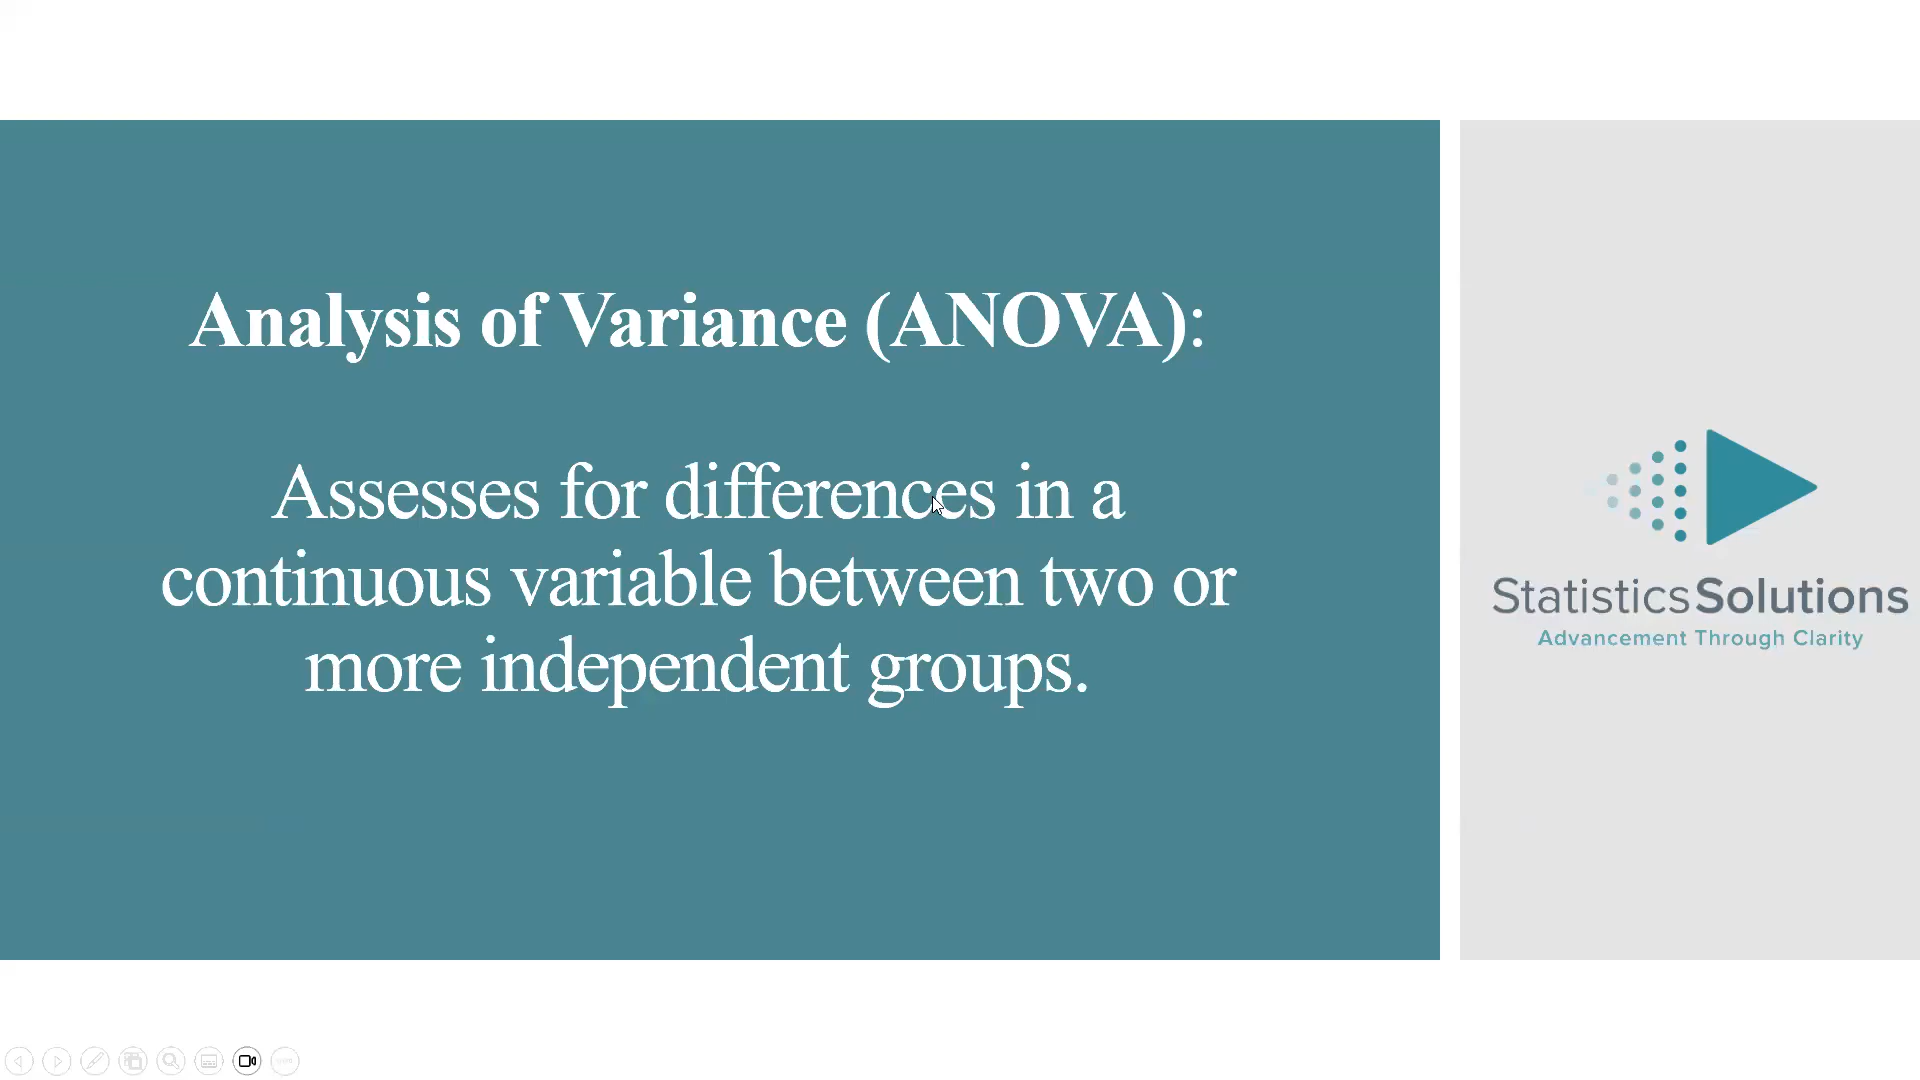 Analysis of Variance (ANOVA):
Assesses for differences in a
continuous variable between two or
more independent groups.
StatisticsSolutions
Advancement Through Clarity